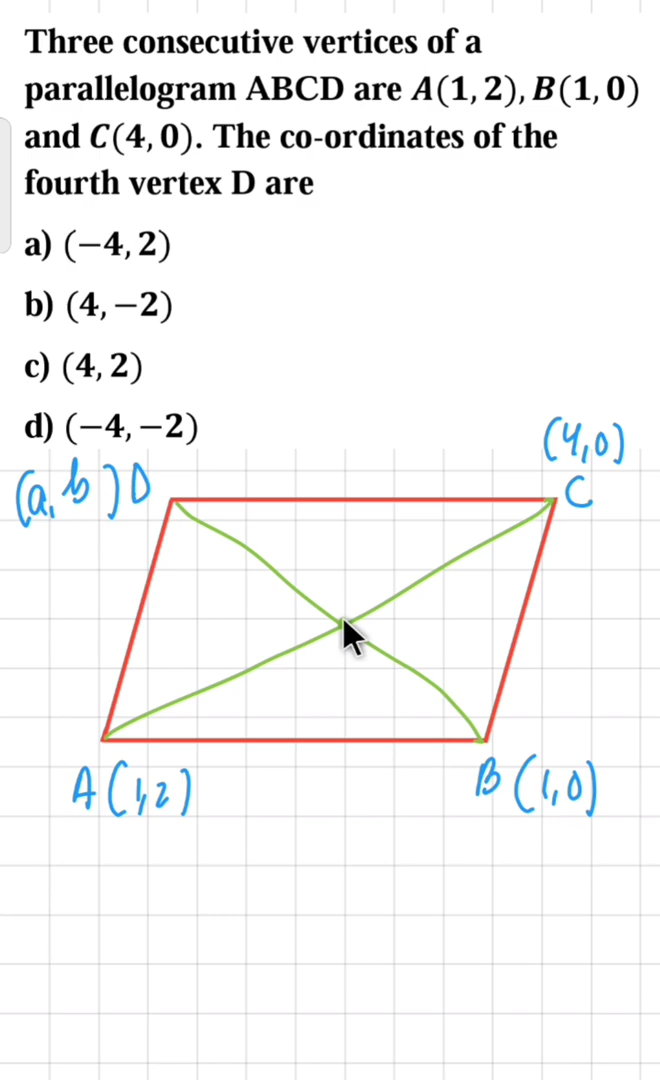 Three consecutive vertices of a
parallelogram ABCD are A(1, 2), B(1, 0)
and C(4, 0). The co-ordinates of the
fourth vertex D are
a) (−4, 2)
b) (4, −2)
c) (4, 2)
d) (−4, −2)
(4,0)
(a, b) D
C
A (1,2)
B (1,0)